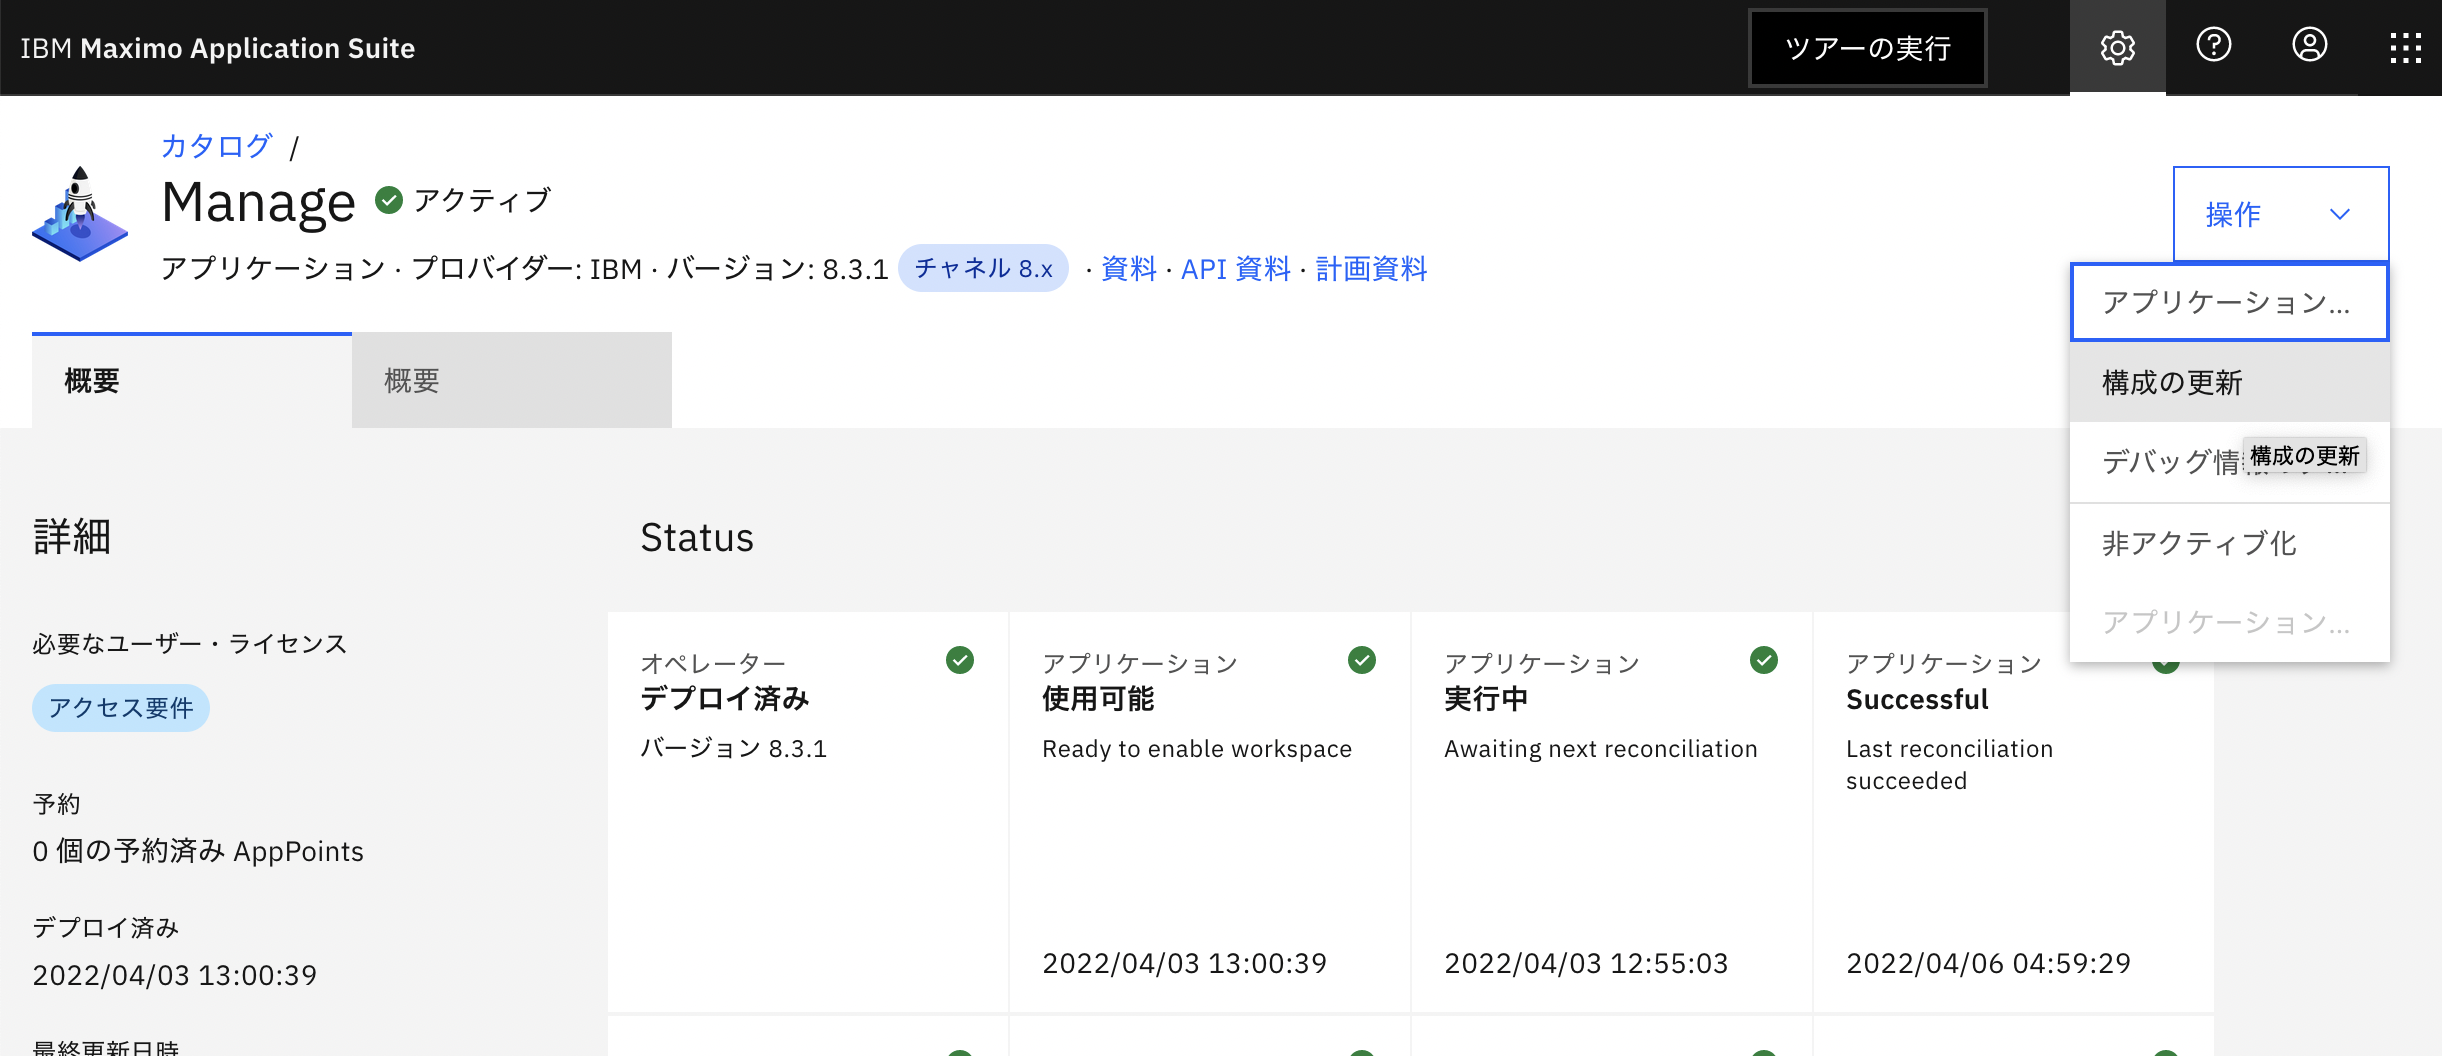 IBM Maximo Application Suite
ツアーの実行
カタログ /
Manage アクティブ
アプリケーション · プロバイダー: IBM · バージョン: 8.3.1 チャネル 8.x · 資料 · API 資料 · 計画資料
操作
アプリケーション...
構成の更新
デバッグ情
構成の更新
非アクティブ化
アプリケーション...
概要
概要
詳細
必要なユーザー・ライセンス
アクセス要件
予約
0 個の予約済み AppPoints
デプロイ済み
2022/04/03 13:00:39
最終更新日時
Status
オペレーター
デプロイ済み
バージョン 8.3.1
アプリケーション
使用可能
Ready to enable workspace
2022/04/03 13:00:39
アプリケーション
実行中
Awaiting next reconciliation
2022/04/03 12:55:03
アプリケーション
Successful
Last reconciliation
succeeded
2022/04/06 04:59:29